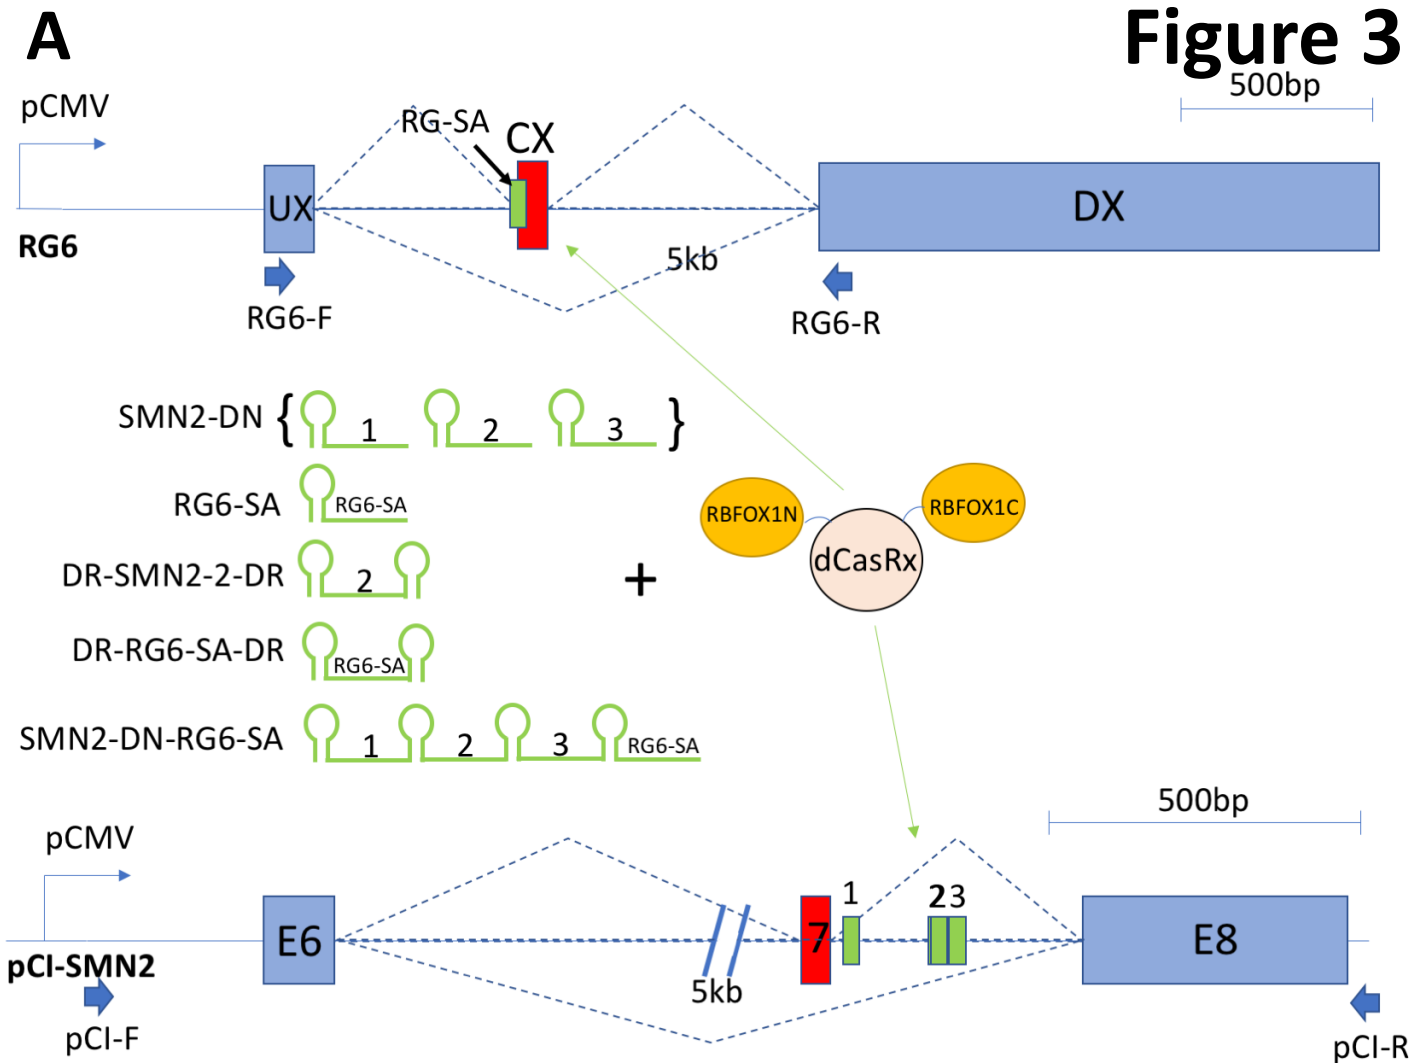 A
Figure 3
500bp
pCMV
RG-SA
CX
UX
DX
RG6
5kb
RG6-F
RG6-R
SMN2-DN { 1 2 3 }
RG6-SA RG6-SA
RBFOX1N
RBFOX1C
dCasRx
DR-SMN2-2-DR 2
+
DR-RG6-SA-DR RG6-SA
SMN2-DN-RG6-SA 1 2 3 RG6-SA
500bp
pCMV
1
23
E6
7
E8
pCI-SMN2
5kb
pCI-F
pCI-R